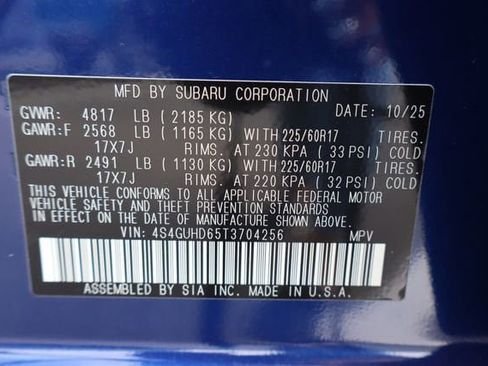 MFD BY SUBARU CORPORATION
GVWR: 4817 LB ( 2185 KG) DATE: 10/25
GAWR:F 2568 LB ( 1165 KG) WITH 225/60R17 TIRES.
17X7J RIMS. AT 230 KPA ( 33 PSI) COLD
GAWR:R 2491 LB ( 1130 KG) WITH 225/60R17 TIRES.
17X7J RIMS. AT 220 KPA ( 32 PSI) COLD
THIS VEHICLE CONFORMS TO ALL APPLICABLE FEDERAL MOTOR
VEHICLE SAFETY AND THEFT PREVENTION STANDARDS
IN EFFECT ON THE DATE OF MANUFACTURE SHOWN ABOVE.
VIN: 4S4GUHD65T3704256 MPV
ASSEMBLED BY SIA INC. MADE IN U.S.A.